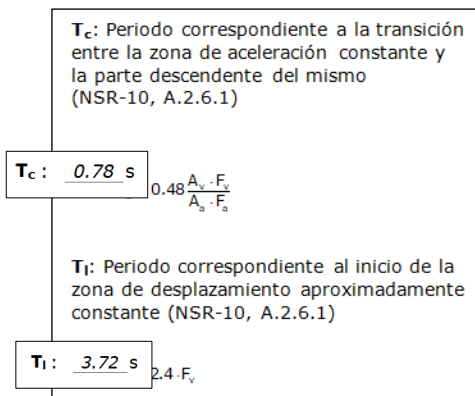 Tc: Periodo correspondiente a la transición
entre la zona de aceleración constante y
la parte descendente del mismo
(NSR-10, A.2.6.1)
Tc : 0.78 s
0.48 Av · Fv / Aa · Fa
Tl: Periodo correspondiente al inicio de la
zona de desplazamiento aproximadamente
constante (NSR-10, A.2.6.1)
Tl : 3.72 s
2.4 · Fv